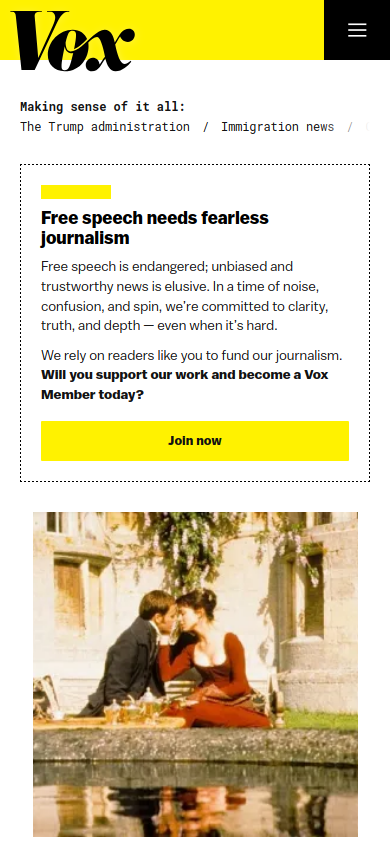 Vox
Making sense of it all:
The Trump administration / Immigration news /
Free speech needs fearless
journalism
Free speech is endangered; unbiased and
trustworthy news is elusive. In a time of noise,
confusion, and spin, we’re committed to clarity,
truth, and depth — even when it’s hard.
We rely on readers like you to fund our journalism.
Will you support our work and become a Vox
Member today?
Join now